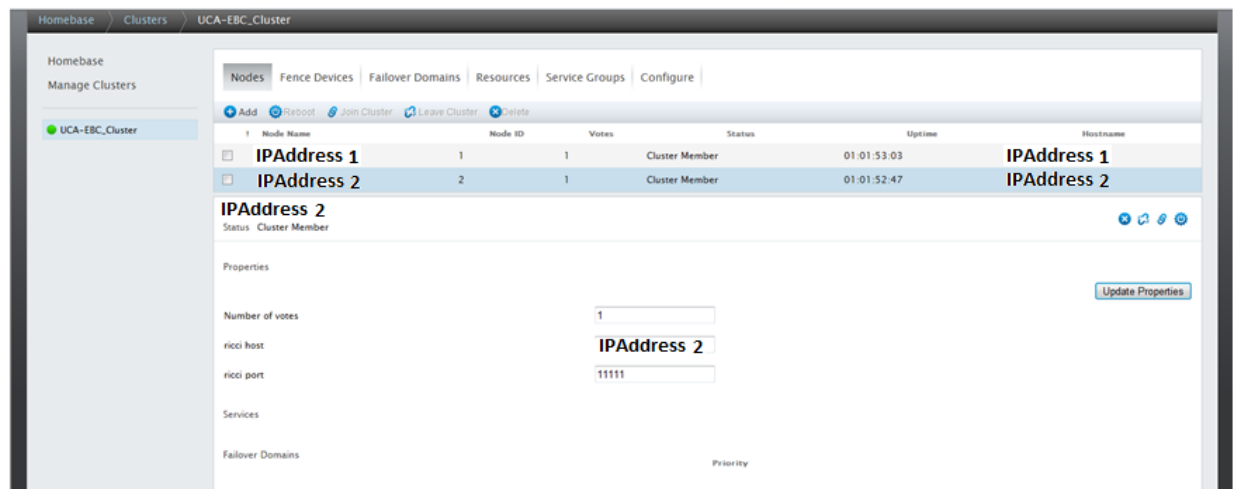 Homebase Clusters UCA-EBC_Cluster
Homebase
Manage Clusters
UCA-EBC_Cluster
Nodes Fence Devices Failover Domains Resources Service Groups Configure
Add Reboot Join Cluster Leave Cluster Delete
! Node Name Node ID Votes Status Uptime Hostname
IPAddress 1 1 1 Cluster Member 01:01:53:03 IPAddress 1
IPAddress 2 2 1 Cluster Member 01:01:52:47 IPAddress 2
IPAddress 2
Status Cluster Member
Properties
Update Properties
Number of votes 1
ricci host IPAddress 2
ricci port 11111
Services
Failover Domains
Priority